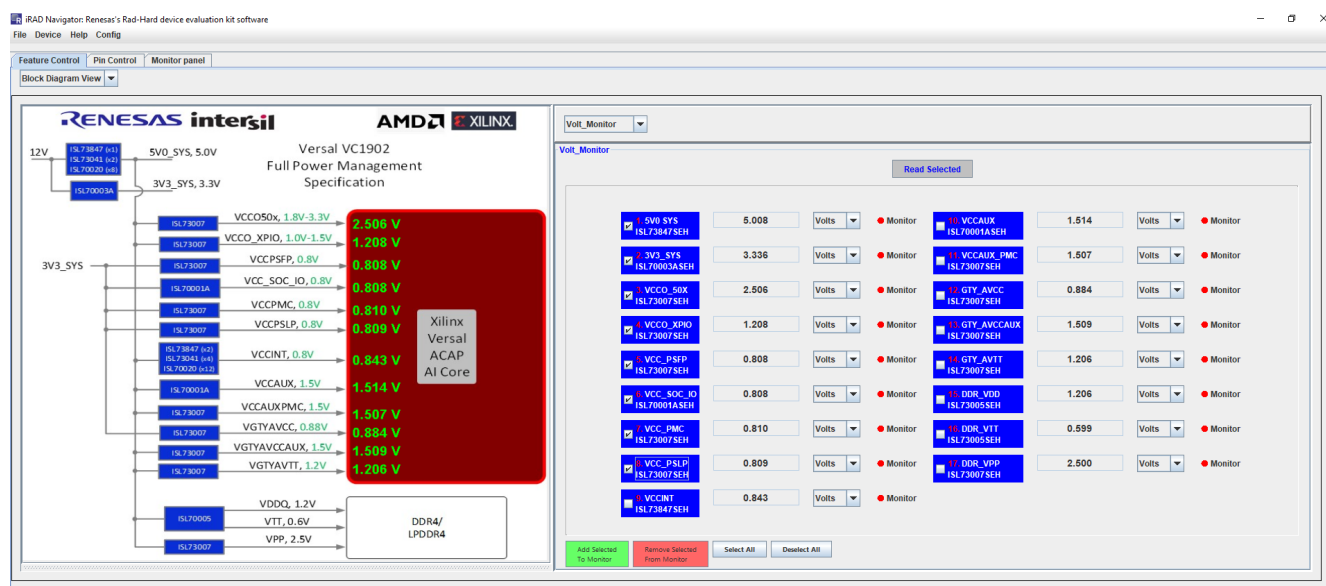 iRAD Navigator: Renesas's Rad-Hard device evaluation kit software
File Device Help Config
Feature Control Pin Control Monitor panel
Block Diagram View
RENESAS intersil AMD XILINX
Versal VC1902
Full Power Management
Specification
12V
ISL73847 (x1)
ISL73041 (x2)
ISL70020 (x8)
5V0_SYS, 5.0V
ISL70003A
3V3_SYS, 3.3V
3V3_SYS
ISL73007 VCCO50x, 1.8V-3.3V 2.506 V
ISL73007 VCCO_XPIO, 1.0V-1.5V 1.208 V
ISL73007 VCCPSFP, 0.8V 0.808 V
ISL70001A VCC_SOC_IO, 0.8V 0.808 V
ISL73007 VCCPMC, 0.8V 0.810 V
ISL73007 VCCPSLP, 0.8V 0.809 V
ISL73847 (x2)
ISL73041 (x4)
ISL70020 (x12)
VCCINT, 0.8V 0.843 V
ISL70001A VCCAUX, 1.5V 1.514 V
ISL73007 VCCAUXPMC, 1.5V 1.507 V
ISL73007 VGTYAVCC, 0.88V 0.884 V
ISL73007 VGTYAVCCAUX, 1.5V 1.509 V
ISL73007 VGTYAVTT, 1.2V 1.206 V
Xilinx
Versal
ACAP
AI Core
ISL70005 VDDQ, 1.2V
VTT, 0.6V
ISL73007 VPP, 2.5V
DDR4/
LPDDR4
Volt_Monitor
Volt_Monitor
Read Selected
1. 5V0 SYS
ISL73847SEH
5.008 Volts Monitor
2. 3V3_SYS
ISL70003ASEH
3.336 Volts Monitor
3. VCCO_50X
ISL73007SEH
2.506 Volts Monitor
4. VCCO_XPIO
ISL73007SEH
1.208 Volts Monitor
5. VCC_PSFP
ISL73007SEH
0.808 Volts Monitor
6. VCC_SOC_IO
ISL70001ASEH
0.808 Volts Monitor
7. VCC_PMC
ISL73007SEH
0.810 Volts Monitor
8. VCC_PSLP
ISL73007SEH
0.809 Volts Monitor
9. VCCINT
ISL73847SEH
0.843 Volts Monitor
10. VCCAUX
ISL70001ASEH
1.514 Volts Monitor
11. VCCAUX_PMC
ISL73007SEH
1.507 Volts Monitor
12. GTY_AVCC
ISL73007SEH
0.884 Volts Monitor
13. GTY_AVCCAUX
ISL73007SEH
1.509 Volts Monitor
14. GTY_AVTT
ISL73007SEH
1.206 Volts Monitor
15. DDR_VDD
ISL73005SEH
1.206 Volts Monitor
16. DDR_VTT
ISL73005SEH
0.599 Volts Monitor
17. DDR_VPP
ISL73007SEH
2.500 Volts Monitor
Add Selected
To Monitor
Remove Selected
From Monitor
Select All
Deselect All